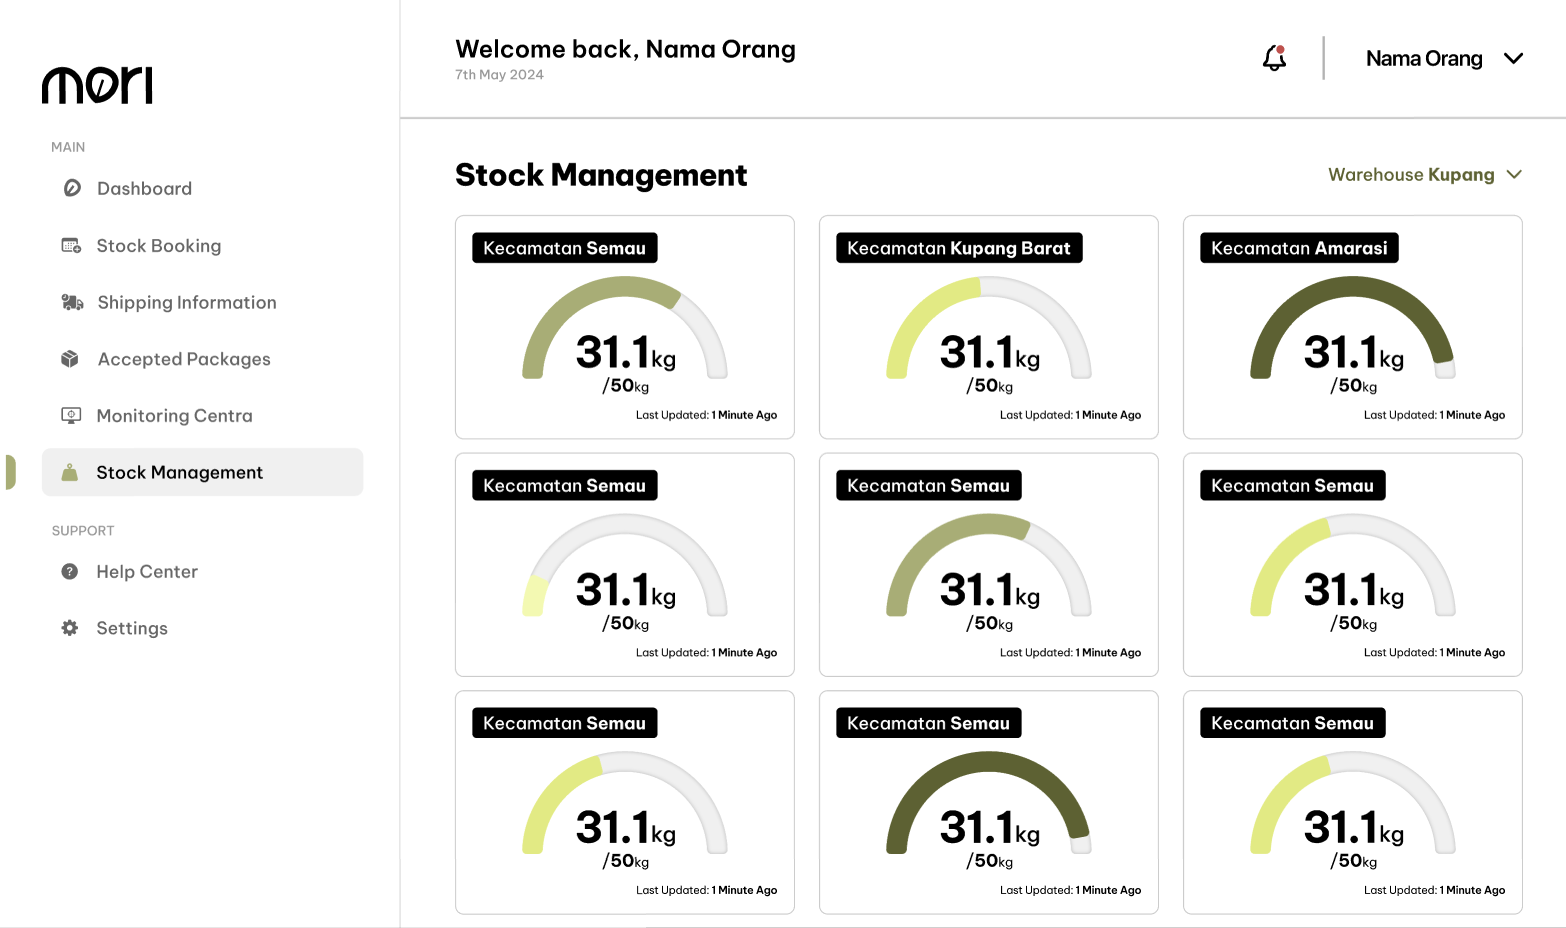 mori
MAIN
Dashboard
Stock Booking
Shipping Information
Accepted Packages
Monitoring Centra
Stock Management
SUPPORT
Help Center
Settings
Welcome back, Nama Orang
7th May 2024
Nama Orang
Stock Management
Warehouse Kupang
Kecamatan Semau
31.1kg
/50kg
Last Updated: 1 Minute Ago
Kecamatan Kupang Barat
31.1kg
/50kg
Last Updated: 1 Minute Ago
Kecamatan Amarasi
31.1kg
/50kg
Last Updated: 1 Minute Ago
Kecamatan Semau
31.1kg
/50kg
Last Updated: 1 Minute Ago
Kecamatan Semau
31.1kg
/50kg
Last Updated: 1 Minute Ago
Kecamatan Semau
31.1kg
/50kg
Last Updated: 1 Minute Ago
Kecamatan Semau
31.1kg
/50kg
Last Updated: 1 Minute Ago
Kecamatan Semau
31.1kg
/50kg
Last Updated: 1 Minute Ago
Kecamatan Semau
31.1kg
/50kg
Last Updated: 1 Minute Ago